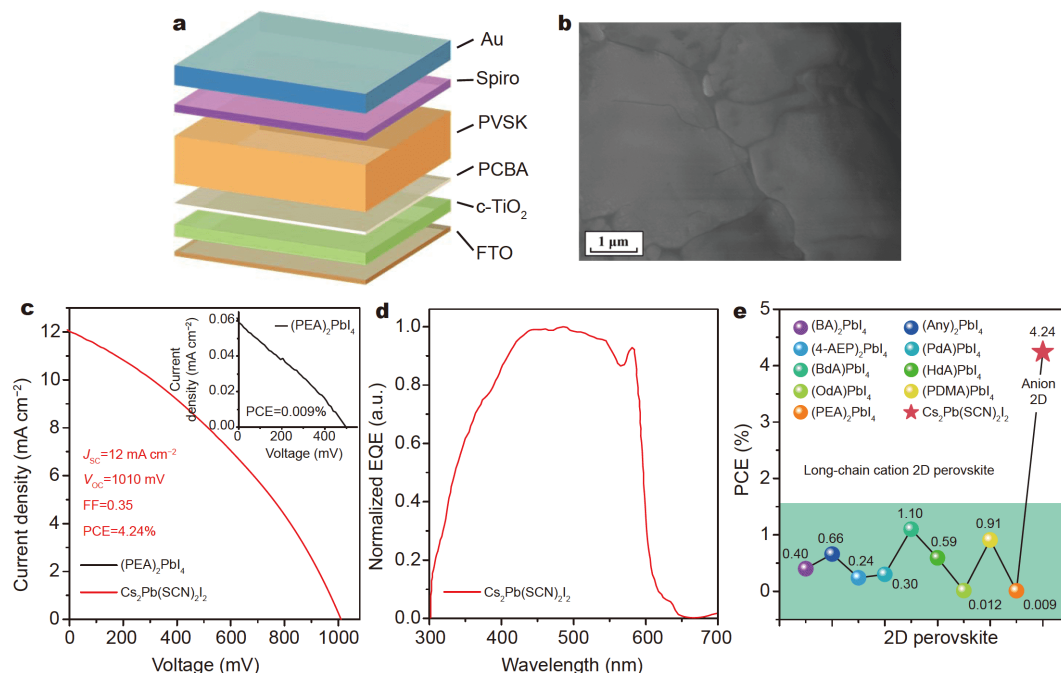 a
Au
Spiro
PVSK
PCBA
c-TiO₂
FTO
b
1 μm
c
Current density (mA cm⁻²)
12
10
8
6
4
2
0
0
200
400
600
800
1000
Voltage (mV)
J_SC=12 mA cm⁻²
V_OC=1010 mV
FF=0.35
PCE=4.24%
(PEA)₂PbI₄
Cs₂Pb(SCN)₂I₂
Current
density (mA cm⁻²)
0.06
0.04
0.02
0.00
(PEA)₂PbI₄
PCE=0.009%
0
200
400
Voltage (mV)
d
Normalized EQE (a.u.)
1.0
0.8
0.6
0.4
0.2
0.0
Cs₂Pb(SCN)₂I₂
300
400
500
600
700
Wavelength (nm)
e
PCE (%)
5
4
3
2
1
0
(BA)₂PbI₄
(Any)₂PbI₄
(4-AEP)₂PbI₄
(PdA)PbI₄
(BdA)PbI₄
(HdA)PbI₄
(OdA)PbI₄
(PDMA)PbI₄
(PEA)₂PbI₄
Cs₂Pb(SCN)₂I₂
4.24
Anion
2D
Long-chain cation 2D perovskite
0.40
0.66
0.24
0.30
1.10
0.59
0.012
0.91
0.009
2D perovskite